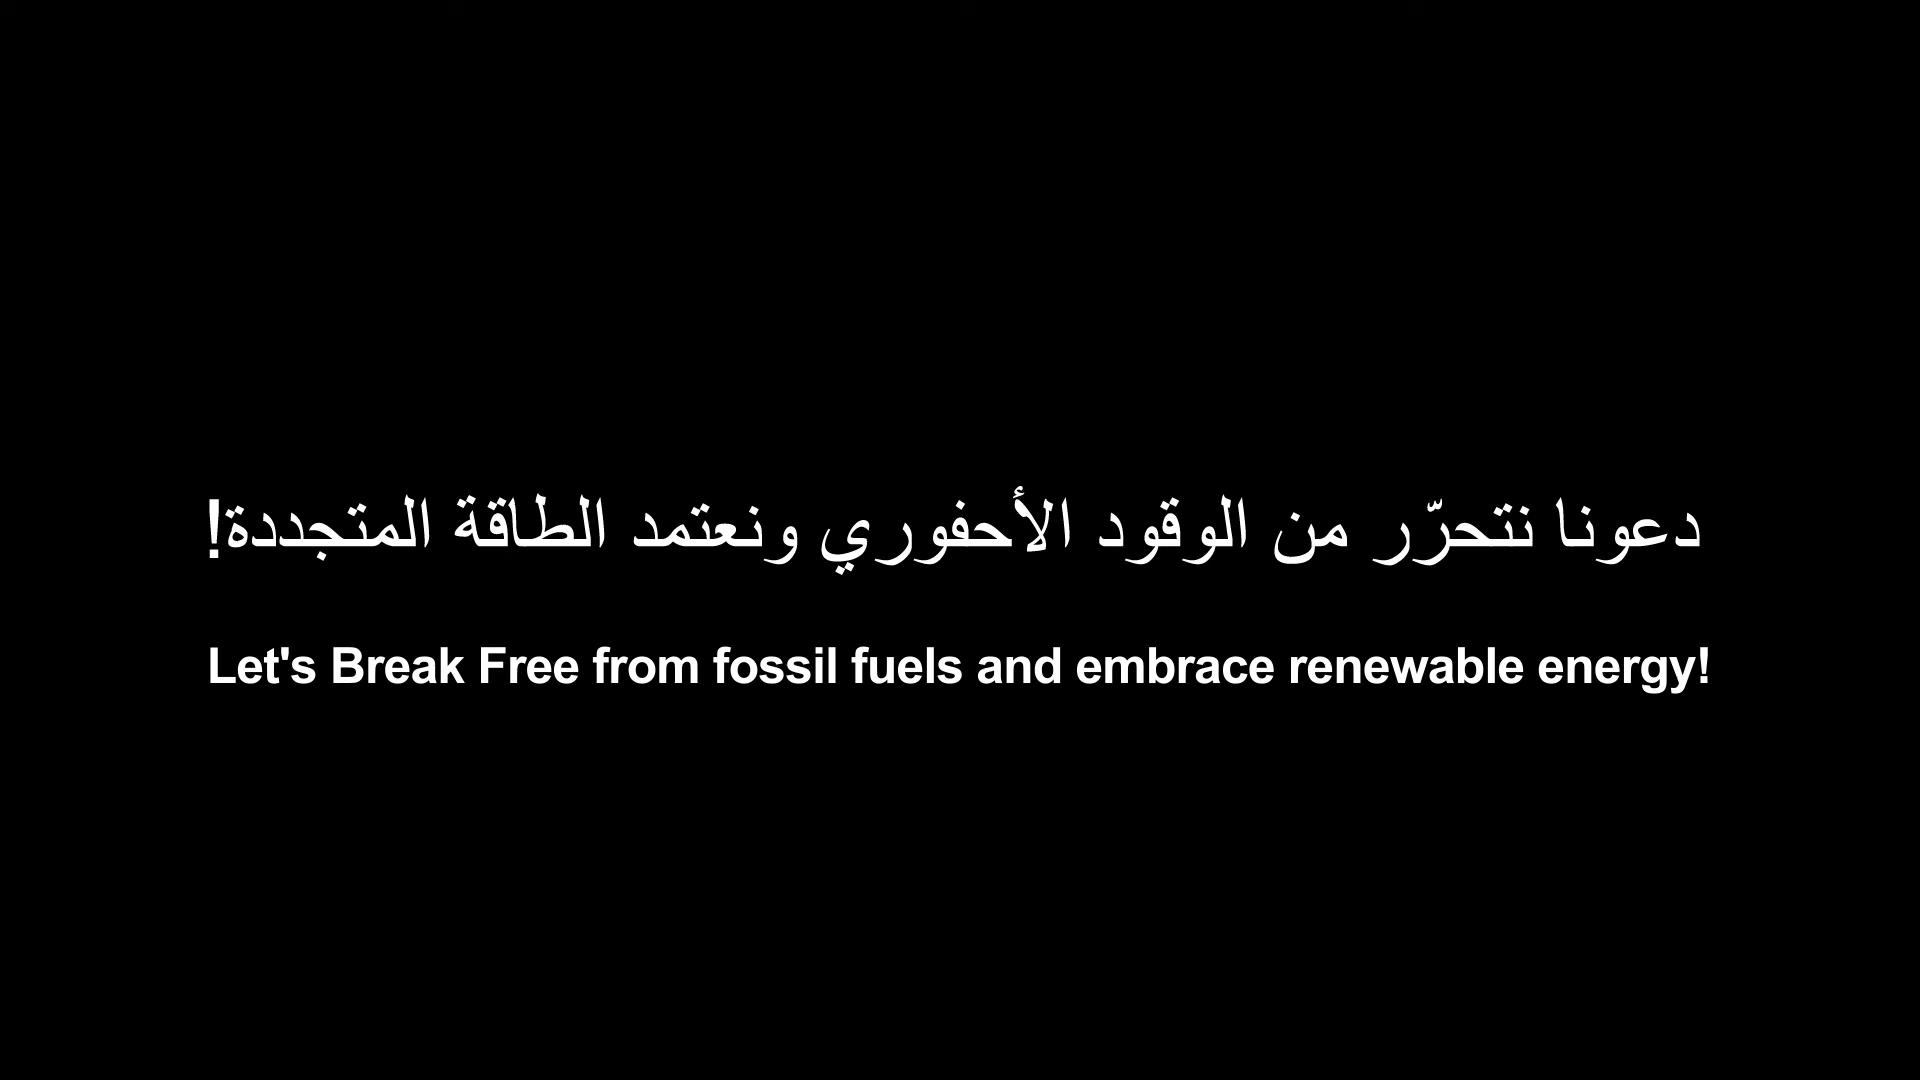 دعونا نتحرّر من الوقود الأحفوري ونعتمد الطاقة المتجددة!
Let's Break Free from fossil fuels and embrace renewable energy!